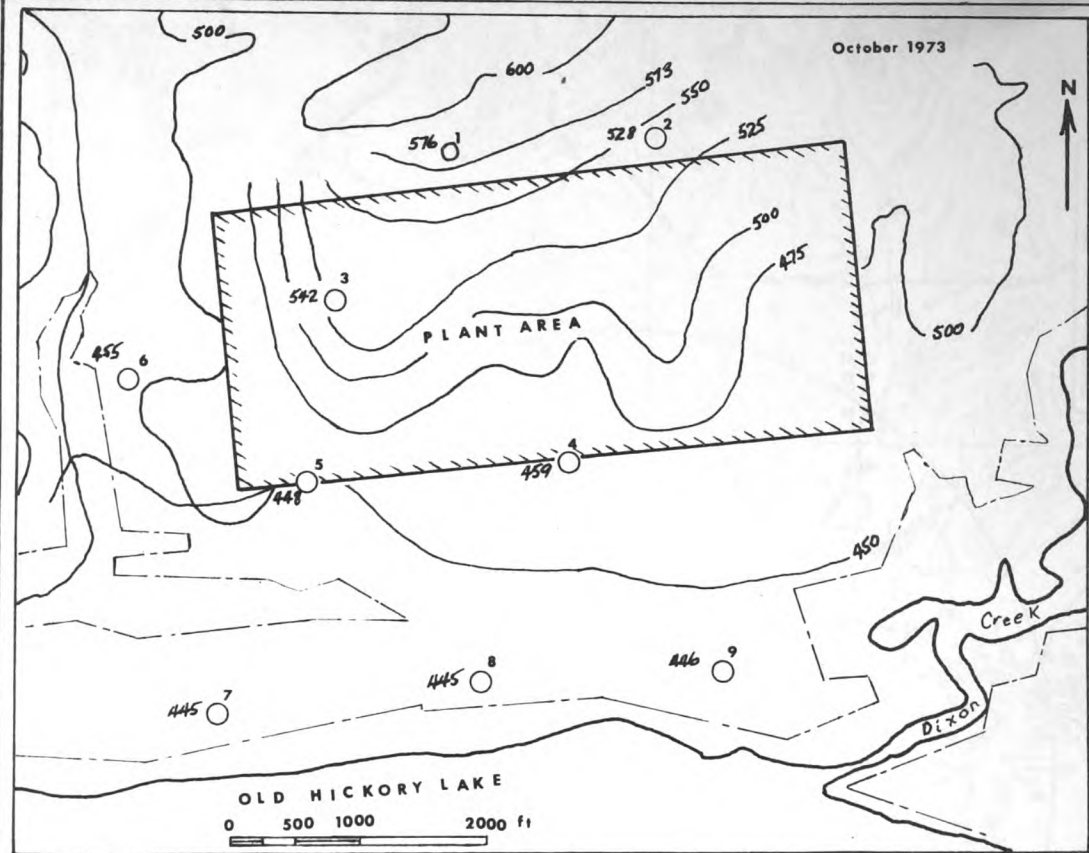 500
October 1973
600
573
550
N
576 1
528 2
525
500
475
542 3
PLANT AREA
500
455 6
459 4
448 5
450
Creek
445 8
446 9
445 7
Dixon
OLD HICKORY LAKE
0 500 1000 2000 ft